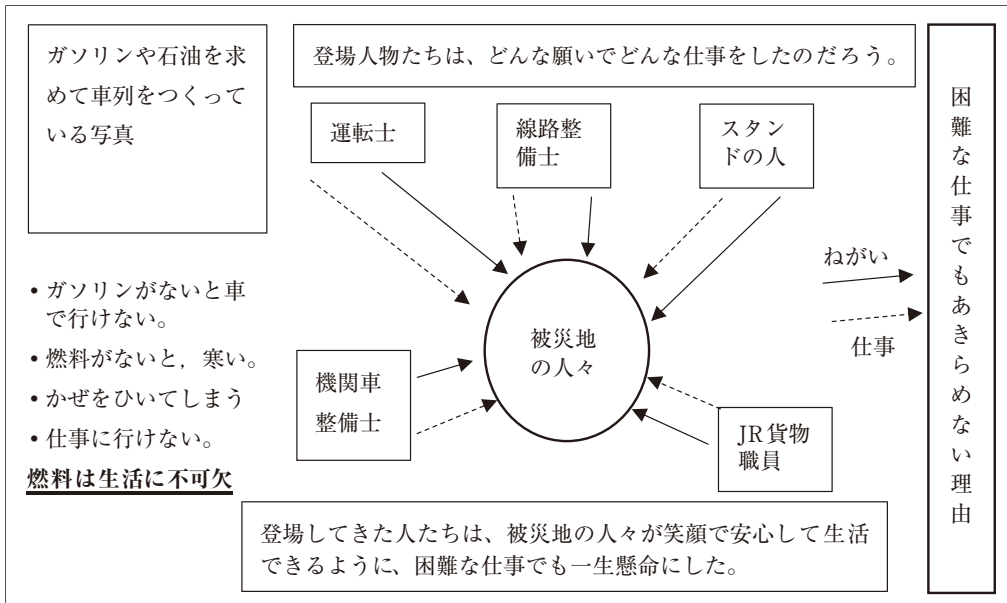 ガソリンや石油を求
めて車列をつくって
いる写真
登場人物たちは、どんな願いでどんな仕事をしたのだろう。
運転士
線路整
備士
スタン
ドの人
困難な仕事でもあきらめない理由
ねがい
仕事
被災地
の人々
・ガソリンがないと車
で行けない。
・燃料がないと，寒い。
・かぜをひいてしまう
・仕事に行けない。
燃料は生活に不可欠
機関車
整備士
JR貨物
職員
登場してきた人たちは、被災地の人々が笑顔で安心して生活
できるように、困難な仕事でも一生懸命にした。